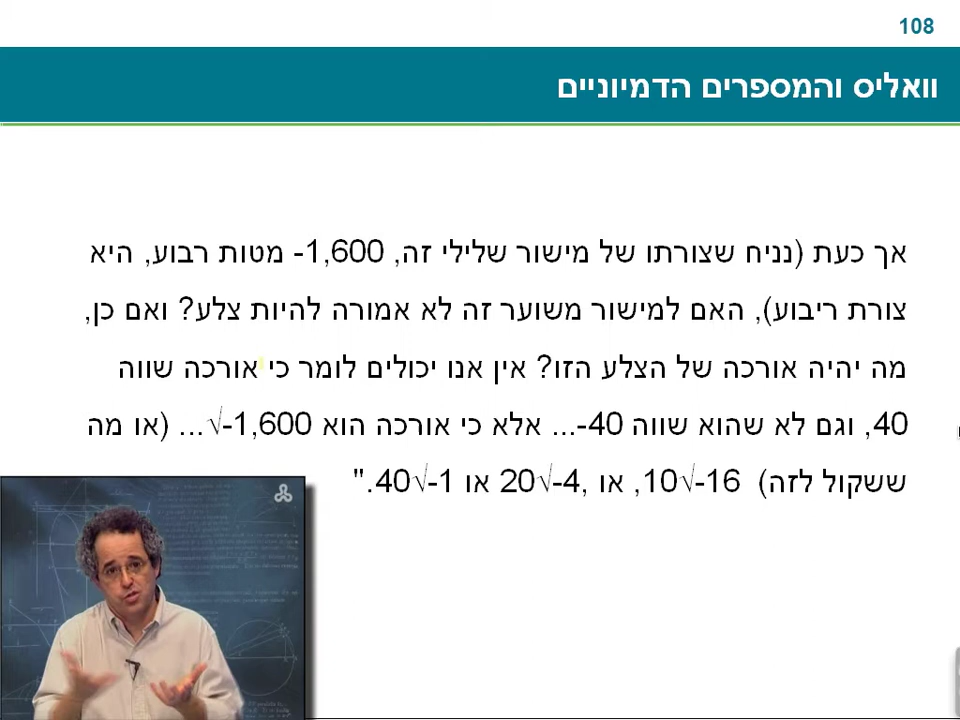 108
וואליס והמספרים הדמיוניים
אך כעת (נניח שצורתו של מישור שלילי זה, 1,600- מטות רבוע, היא
צורת ריבוע), האם למישור משוער זה לא אמורה להיות צלע? ואם כן,
מה יהיה אורכה של הצלע הזו? אין אנו יכולים לומר כי אורכה שווה
40, וגם לא שהוא שווה 40-... אלא כי אורכה הוא √-1,600... (או מה
ששקול לזה) 10√-16, או 20√-4, או 40√-1."